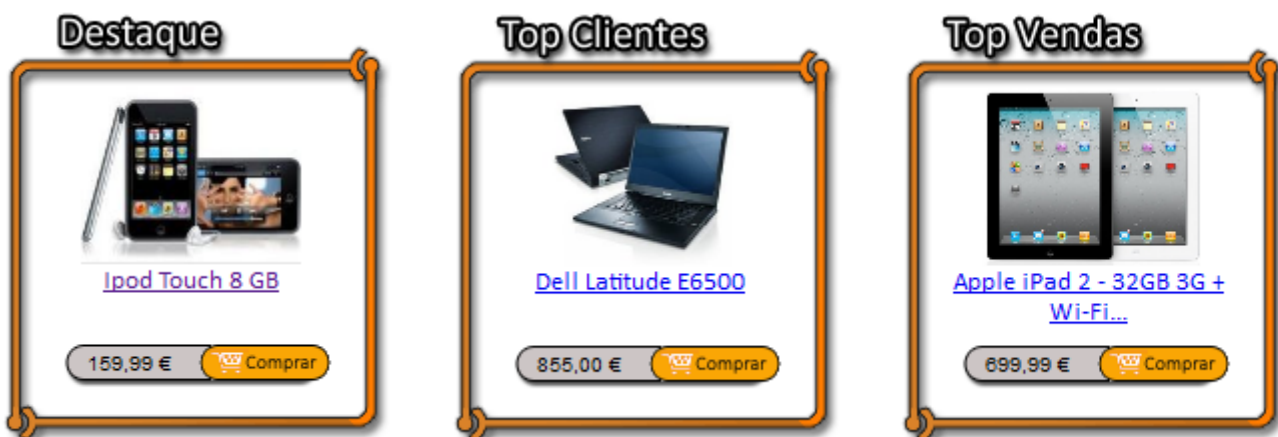 Destaque
Top Clientes
Top Vendas
Ipod Touch 8 GB
Dell Latitude E6500
Apple iPad 2 - 32GB 3G +
Wi-Fi...
159,99 €
Comprar
855,00 €
Comprar
699,99 €
Comprar